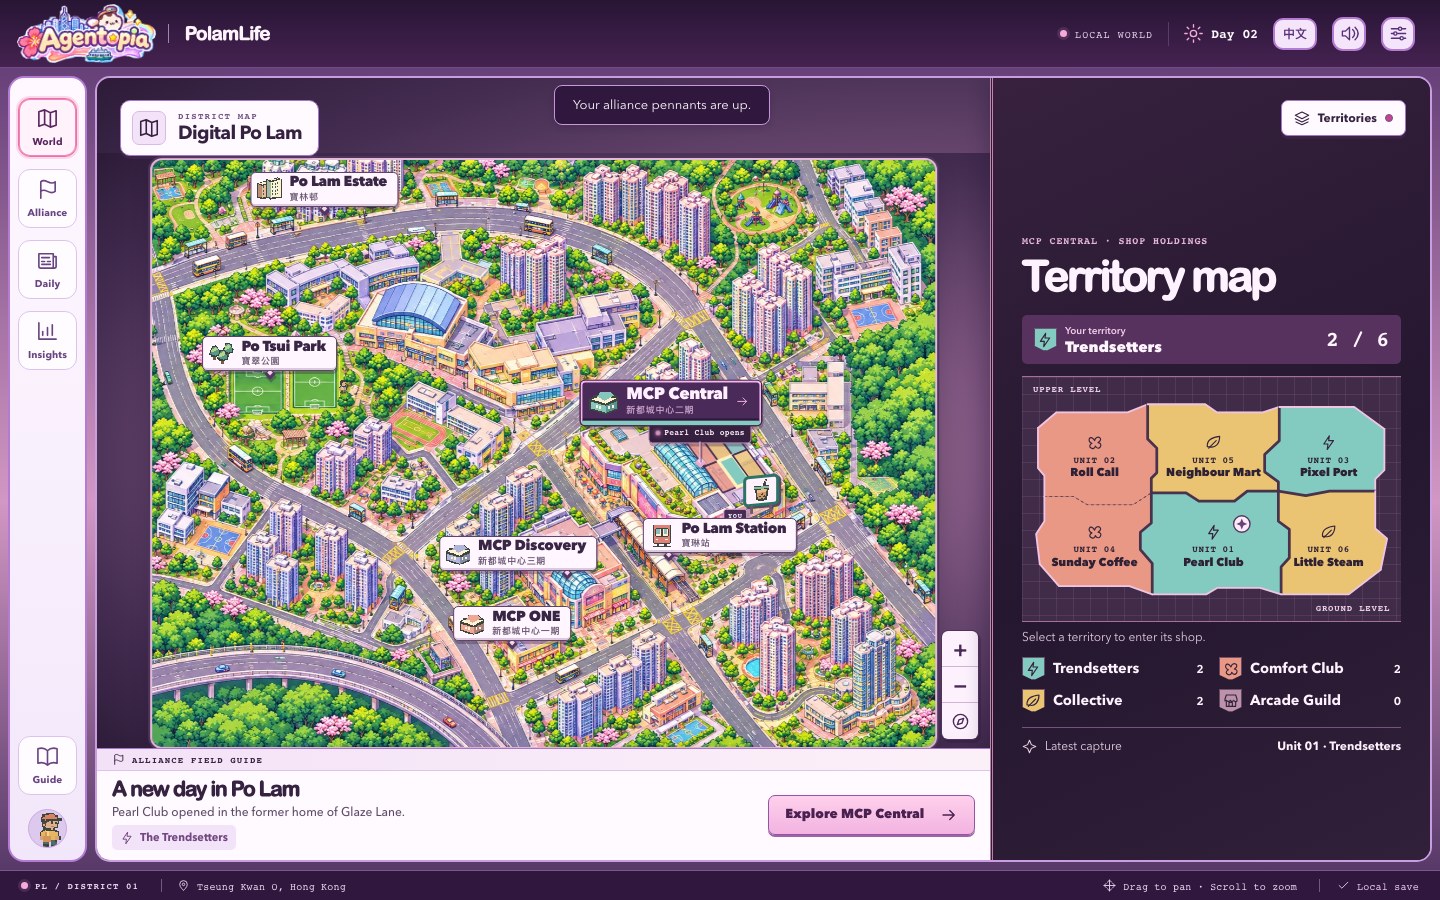 Agentopia
PolamLife
LOCAL WORLD
Day 02
中文
World
Alliance
Daily
Insights
Guide
DISTRICT MAP
Digital Po Lam
Your alliance pennants are up.
Po Lam Estate
寶林邨
Po Tsui Park
寶翠公園
MCP Central
新都城中心二期
Pearl Club opens
YOU
Po Lam Station
寶琳站
MCP Discovery
新都城中心三期
MCP ONE
新都城中心一期
+
−
ALLIANCE FIELD GUIDE
A new day in Po Lam
Pearl Club opened in the former home of Glaze Lane.
The Trendsetters
Explore MCP Central
Territories
MCP CENTRAL · SHOP HOLDINGS
Territory map
Your territory
Trendsetters
2 / 6
UPPER LEVEL
UNIT 02
Roll Call
UNIT 05
Neighbour Mart
UNIT 03
Pixel Port
UNIT 04
Sunday Coffee
UNIT 01
Pearl Club
UNIT 06
Little Steam
GROUND LEVEL
Select a territory to enter its shop.
Trendsetters 2
Comfort Club 2
Collective 2
Arcade Guild 0
Latest capture
Unit 01 · Trendsetters
PL / DISTRICT 01
Tseung Kwan O, Hong Kong
Drag to pan · Scroll to zoom
Local save